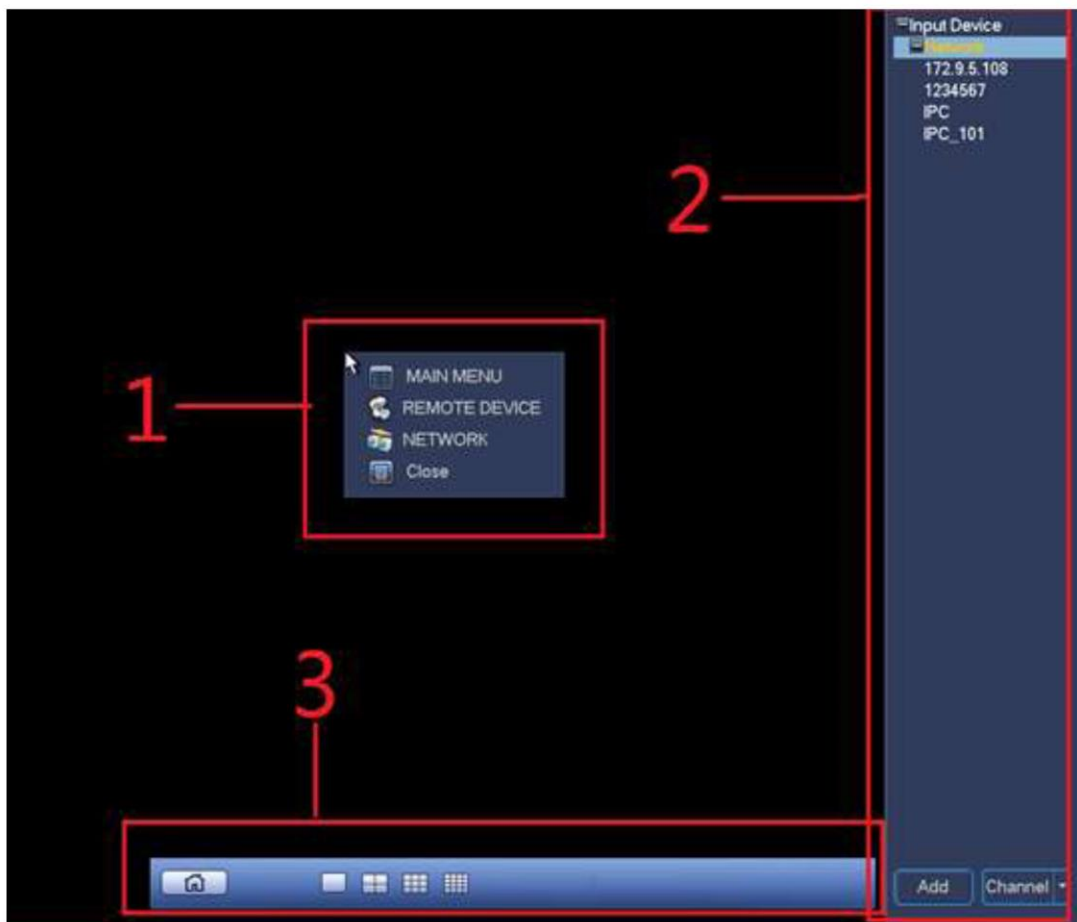 Input Device
Network
172.9.5.108
1234567
IPC
IPC_101
2
1
MAIN MENU
REMOTE DEVICE
NETWORK
Close
3
Add
Channel